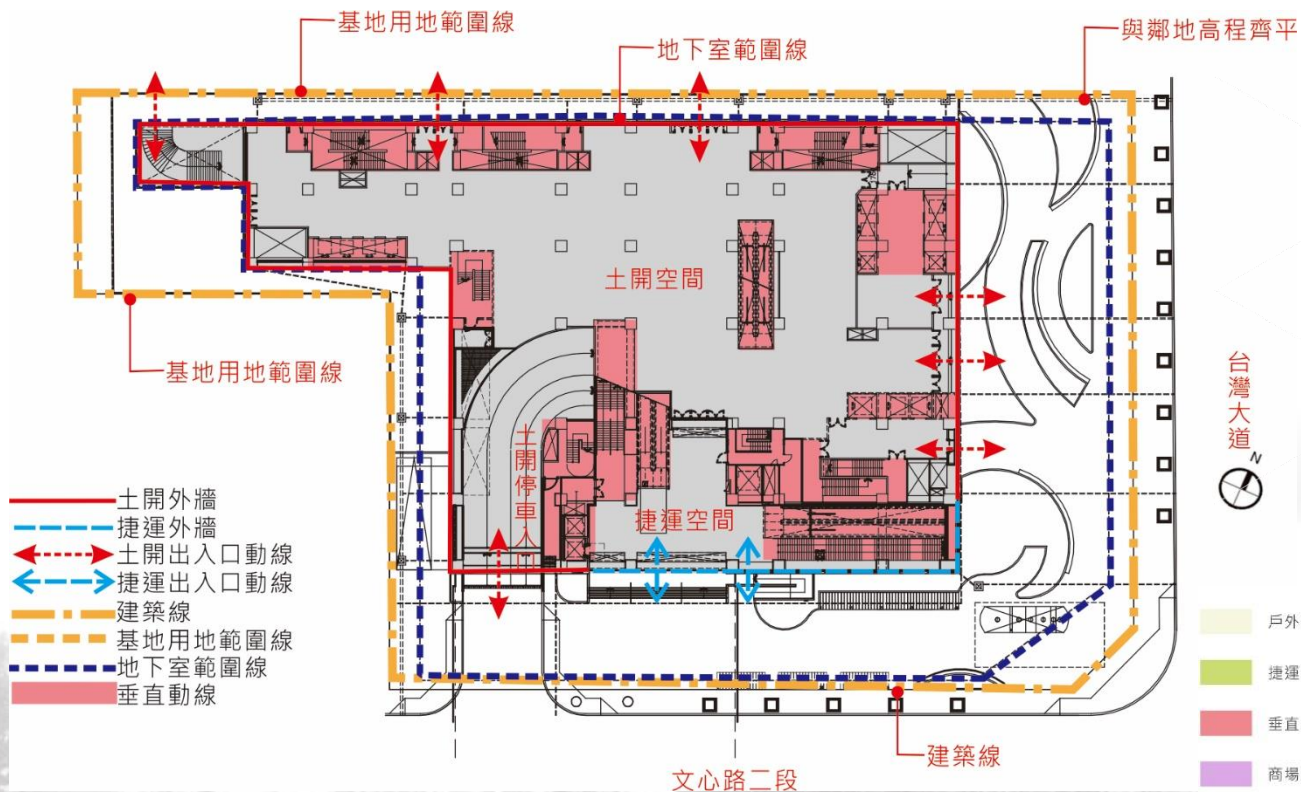 基地用地範圍線
地下室範圍線
與鄰地高程齊平
土開空間
基地用地範圍線
台灣大道
N
土開停車入
捷運空間
土開外牆
捷運外牆
土開出入口動線
捷運出入口動線
建築線
基地用地範圍線
地下室範圍線
垂直動線
戶外
捷運
垂直
商場
建築線
文心路二段